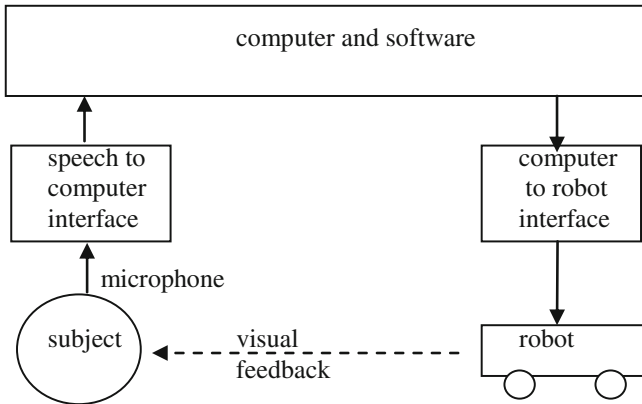 computer and software
speech to
computer
interface
computer
to robot
interface
microphone
subject
visual
feedback
robot